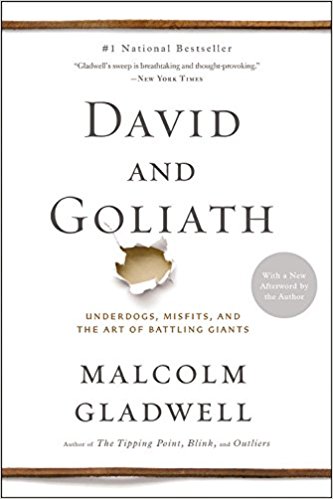 #1 National Bestseller
"Gladwell's sweep is breathtaking and thought-provoking."
—New York Times
DAVID
AND
GOLIATH
With a New
Afterword by
the Author
UNDERDOGS, MISFITS, AND
THE ART OF BATTLING GIANTS
MALCOLM
GLADWELL
Author of The Tipping Point, Blink, and Outliers